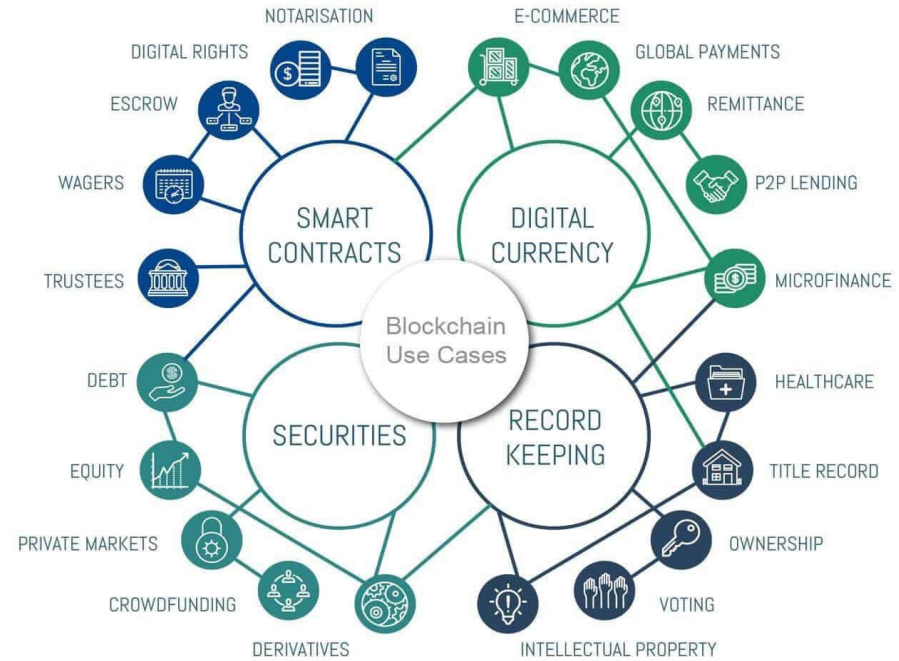 NOTARISATION
E-COMMERCE
DIGITAL RIGHTS
GLOBAL PAYMENTS
ESCROW
REMITTANCE
WAGERS
P2P LENDING
SMART
CONTRACTS
DIGITAL
CURRENCY
TRUSTEES
MICROFINANCE
Blockchain
Use Cases
DEBT
HEALTHCARE
SECURITIES
RECORD
KEEPING
EQUITY
TITLE RECORD
PRIVATE MARKETS
OWNERSHIP
CROWDFUNDING
VOTING
DERIVATIVES
INTELLECTUAL PROPERTY